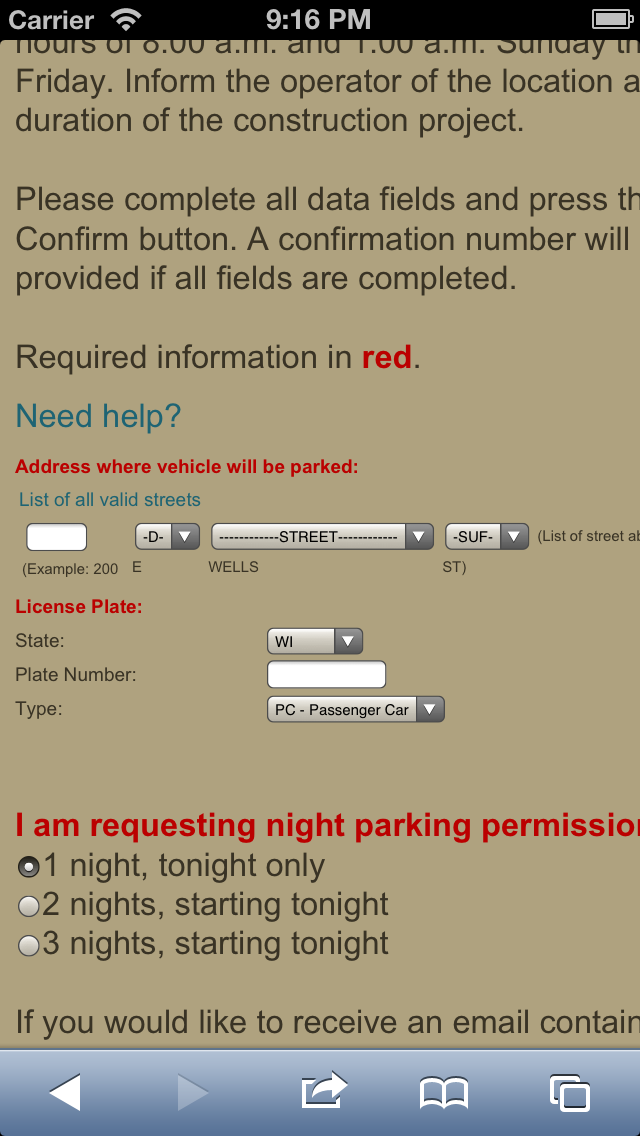 Carrier 9:16 PM
hours of 8:00 a.m. and 1:00 a.m. Sunday th
Friday. Inform the operator of the location a
duration of the construction project.
Please complete all data fields and press th
Confirm button. A confirmation number will
provided if all fields are completed.
Required information in red.
Need help?
Address where vehicle will be parked:
List of all valid streets
-D- ------------STREET------------ -SUF- (List of street ab
(Example: 200 E WELLS ST)
License Plate:
State: WI
Plate Number:
Type: PC - Passenger Car
I am requesting night parking permission
1 night, tonight only
2 nights, starting tonight
3 nights, starting tonight
If you would like to receive an email contain